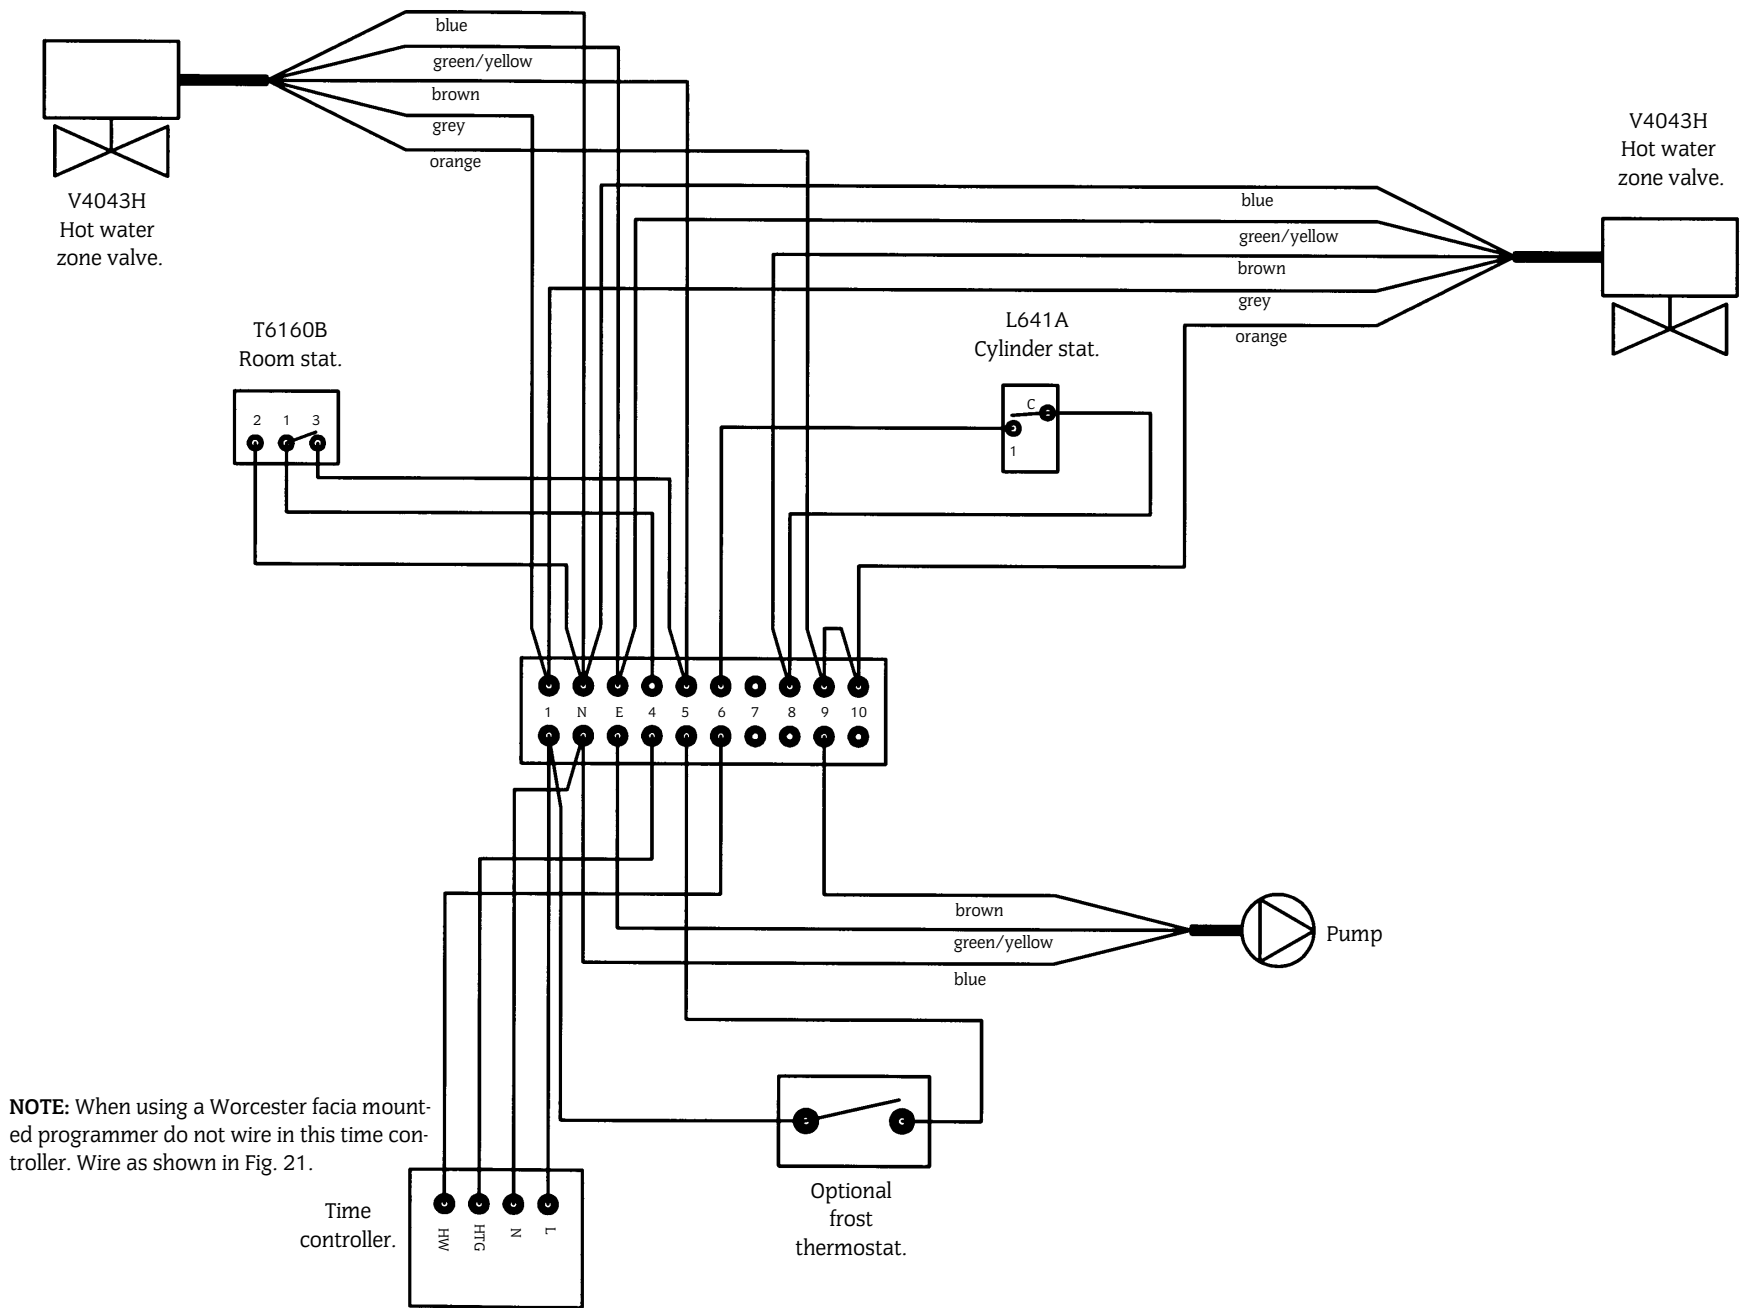 blue
green/yellow
brown
grey
orange
V4043H
Hot water
zone valve.
V4043H
Hot water
zone valve.
blue
green/yellow
brown
grey
orange
T6160B
Room stat.
2 1 3
L641A
Cylinder stat.
C
1
1 N E 4 5 6 7 8 9 10
brown
green/yellow
blue
Pump
NOTE: When using a Worcester facia mount-
ed programmer do not wire in this time con-
troller. Wire as shown in Fig. 21.
Time
controller.
HW HTG N L
Optional
frost
thermostat.